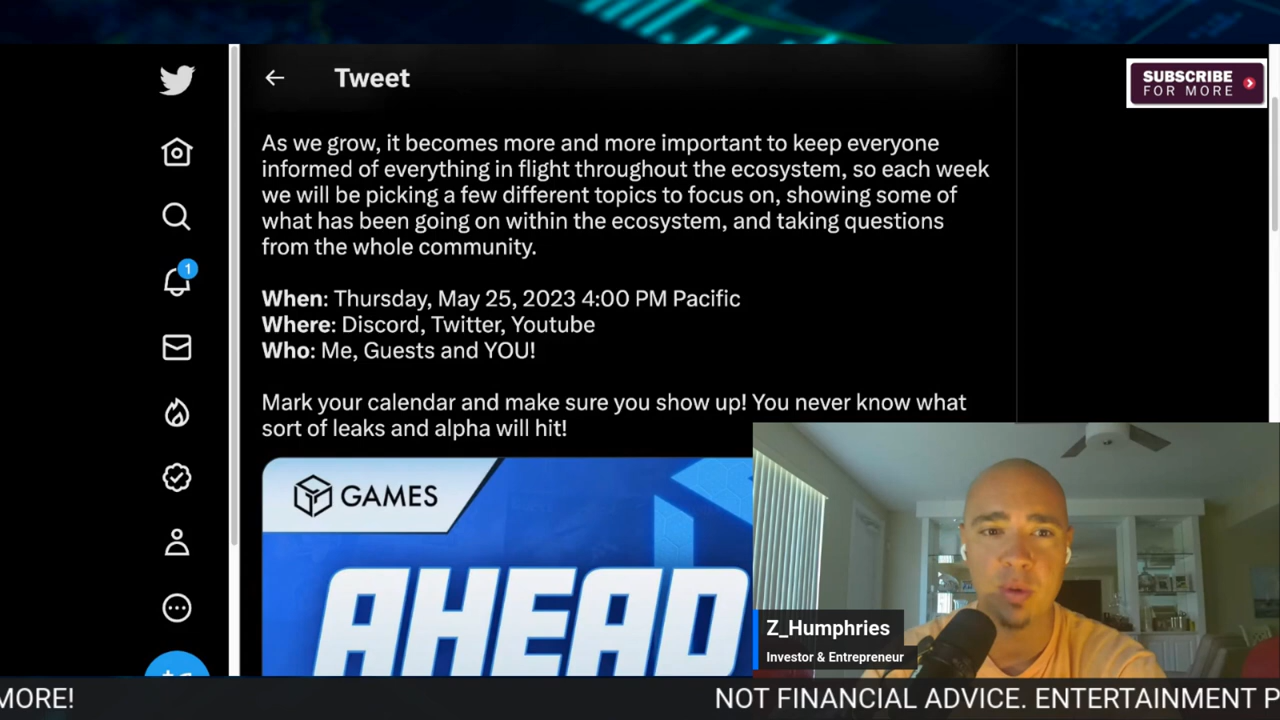 Tweet
SUBSCRIBE
FOR MORE
As we grow, it becomes more and more important to keep everyone
informed of everything in flight throughout the ecosystem, so each week
we will be picking a few different topics to focus on, showing some of
what has been going on within the ecosystem, and taking questions
from the whole community.
1
When: Thursday, May 25, 2023 4:00 PM Pacific
Where: Discord, Twitter, Youtube
Who: Me, Guests and YOU!
Mark your calendar and make sure you show up! You never know what
sort of leaks and alpha will hit!
GAMES
AHEAD
Z_Humphries
Investor & Entrepreneur
MORE!
NOT FINANCIAL ADVICE. ENTERTAINMENT P